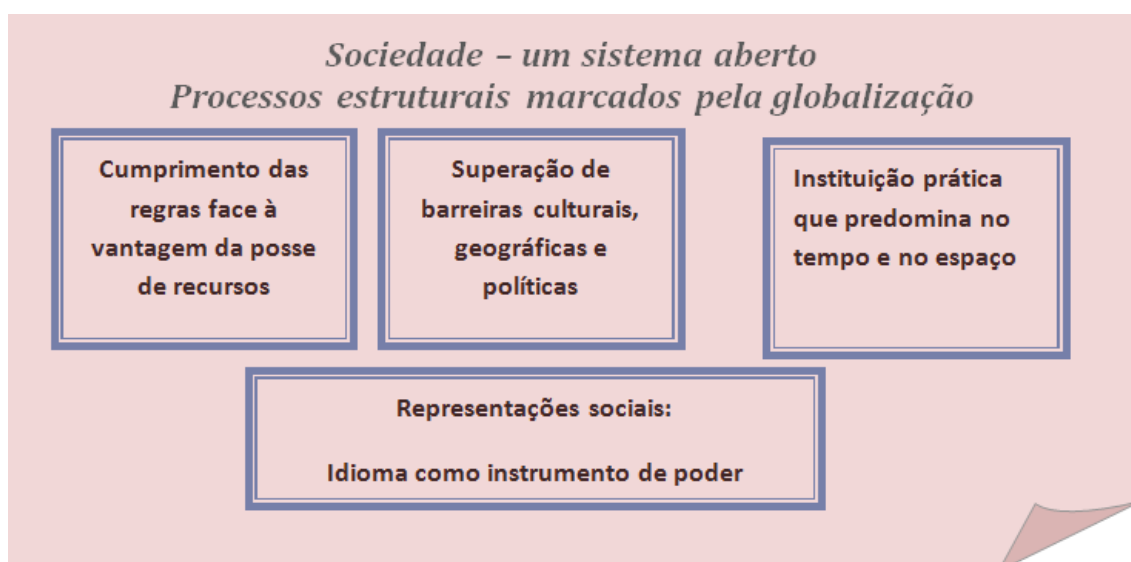 Sociedade – um sistema aberto
Processos estruturais marcados pela globalização
Cumprimento das
regras face à
vantagem da posse
de recursos
Superação de
barreiras culturais,
geográficas e
políticas
Instituição prática
que predomina no
tempo e no espaço
Representações sociais:
Idioma como instrumento de poder